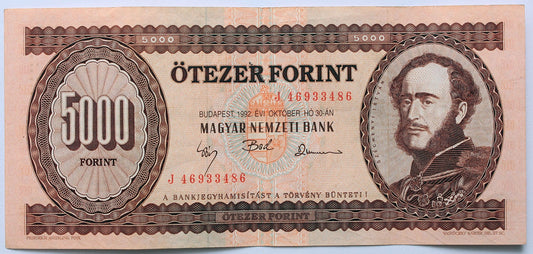 5000
5000
ÖTEZER FORINT
J 46933486
BUDAPEST, 1992. ÉVI OKTÓBER HÓ 30-ÁN
MAGYAR NEMZETI BANK
5000
FORINT
J 46933486
A BANKJEGYHAMISÍTÁST A TÖRVÉNY BÜNTETI!
ÖTEZER FORINT